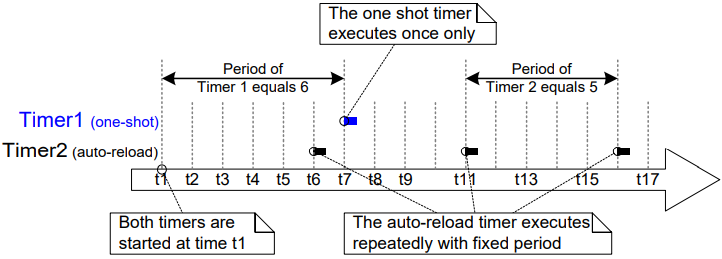 The one shot timer
executes once only
Period of
Timer 1 equals 6
Period of
Timer 2 equals 5
Timer1 (one-shot)
Timer2 (auto-reload)
t1 t2 t3 t4 t5 t6 t7 t8 t9 t11 t13 t15 t17
Both timers are
started at time t1
The auto-reload timer executes
repeatedly with fixed period